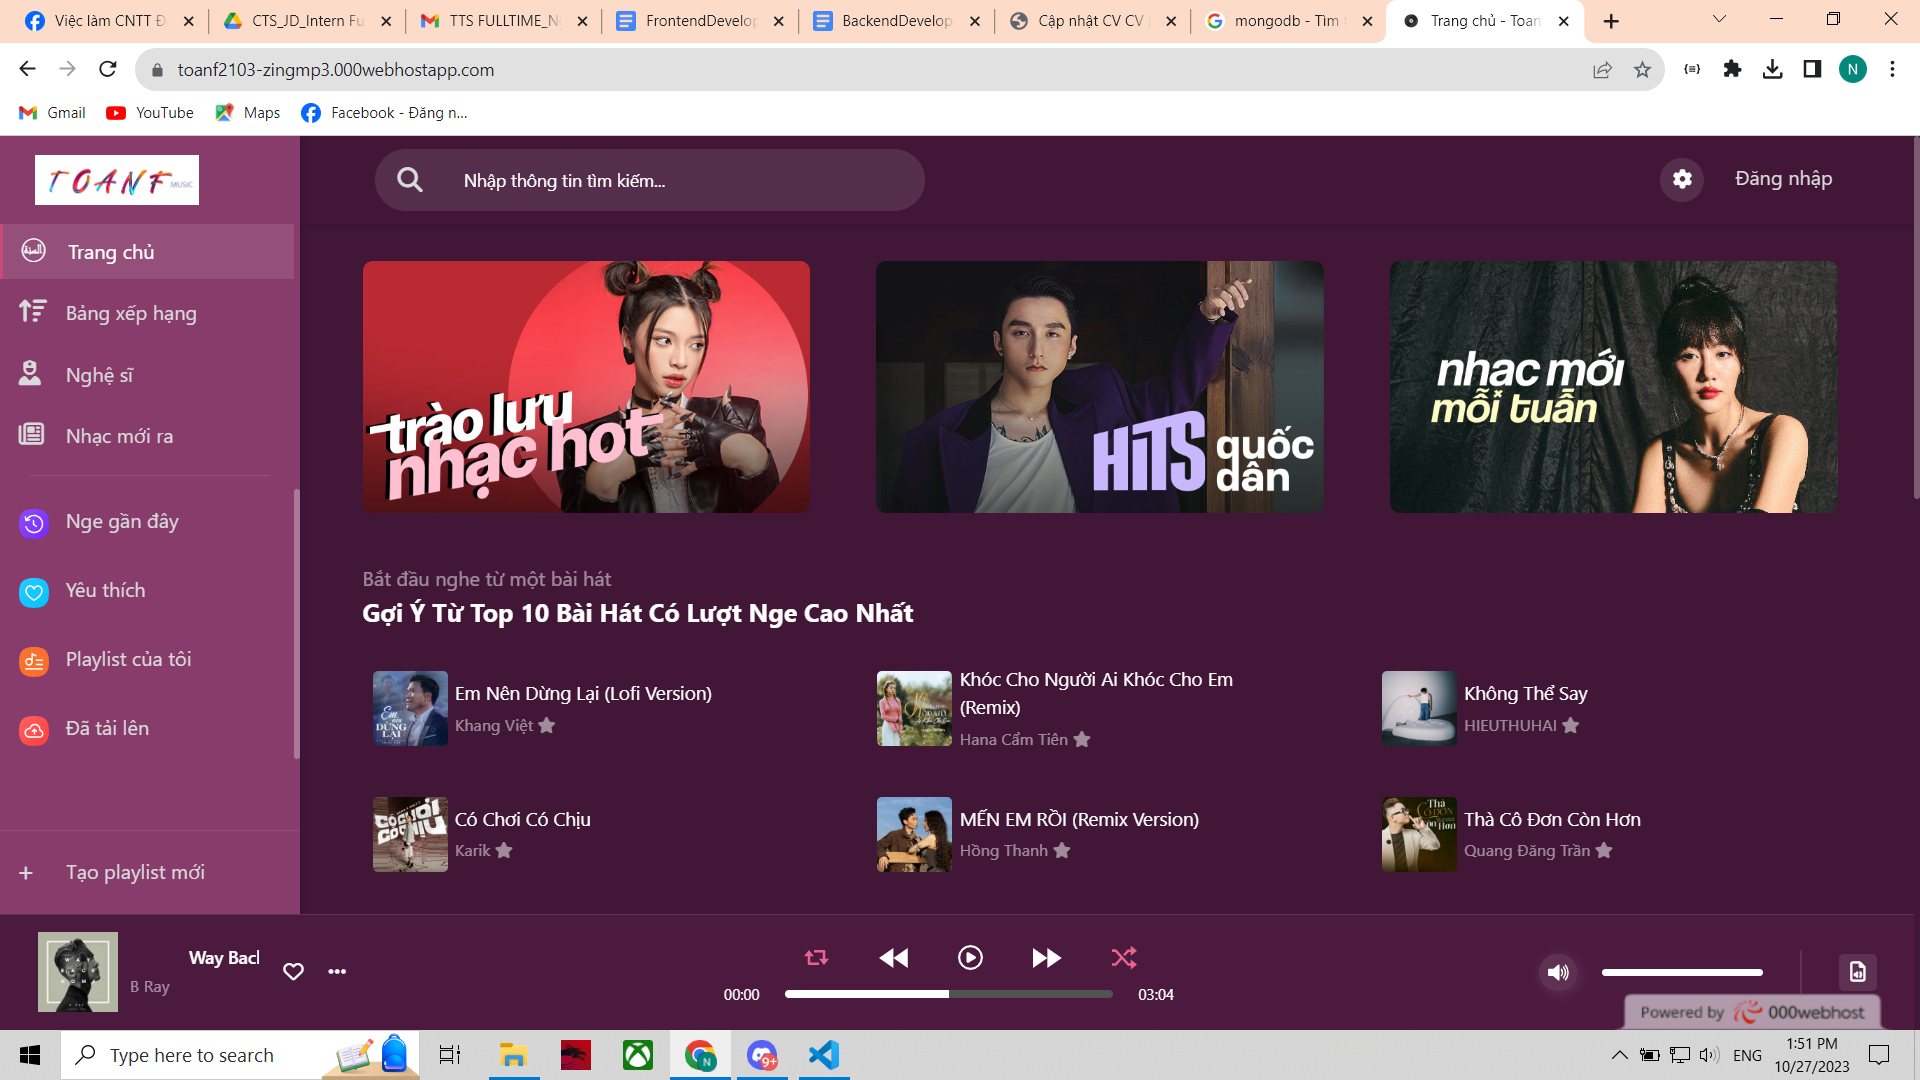 Việc làm CNTT Đ
CTS_JD_Intern Fu
TTS FULLTIME_N
FrontendDevelop
BackendDevelop
Cập nhật CV CV
mongodb - Tìm
Trang chủ - Toan
toanf2103-zingmp3.000webhostapp.com
N
Gmail
YouTube
Maps
Facebook - Đăng n...
TOANF MUSIC
Nhập thông tin tìm kiếm...
Đăng nhập
Trang chủ
Bảng xếp hạng
Nghệ sĩ
Nhạc mới ra
Nge gần đây
Yêu thích
Playlist của tôi
Đã tải lên
+ Tạo playlist mới
trào lưu
nhạc hot
HITS quốc
dân
nhạc mới
mỗi tuần
Bắt đầu nghe từ một bài hát
Gợi Ý Từ Top 10 Bài Hát Có Lượt Nge Cao Nhất
Em Nên Dừng Lại (Lofi Version)
Khang Việt
Khóc Cho Người Ai Khóc Cho Em
(Remix)
Hana Cẩm Tiên
Không Thể Say
HIEUTHUHAI
Có Chơi Có Chịu
Karik
MẾN EM RỒI (Remix Version)
Hồng Thanh
Thà Cô Đơn Còn Hơn
Quang Đăng Trần
Way Back
B Ray
00:00
03:04
Powered by 000webhost
Type here to search
N
9+
ENG
1:51 PM
10/27/2023